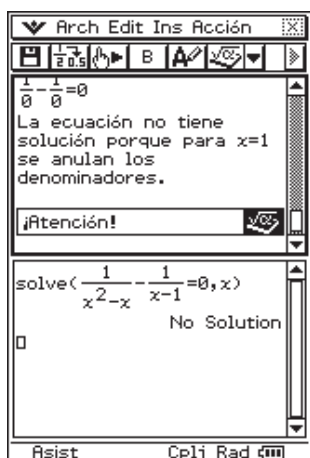 Arch Edit Ins Acción
B
1/0 - 1/0 =0
La ecuación no tiene
solución porque para x=1
se anulan los
denominadores.
¡Atención!
solve(1/(x²-x) - 1/(x-1) =0,x)
No Solution
Asist Cplj Rad